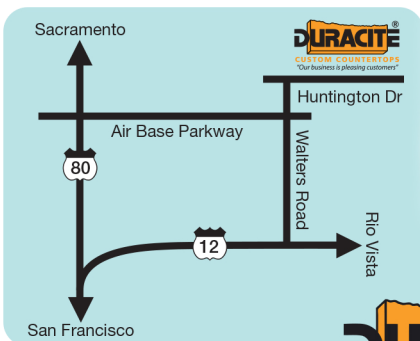 Sacramento
DURACITE®
CUSTOM COUNTERTOPS
"Our business is pleasing customers"
Huntington Dr
Air Base Parkway
Walters Road
80
12
Rio Vista
San Francisco